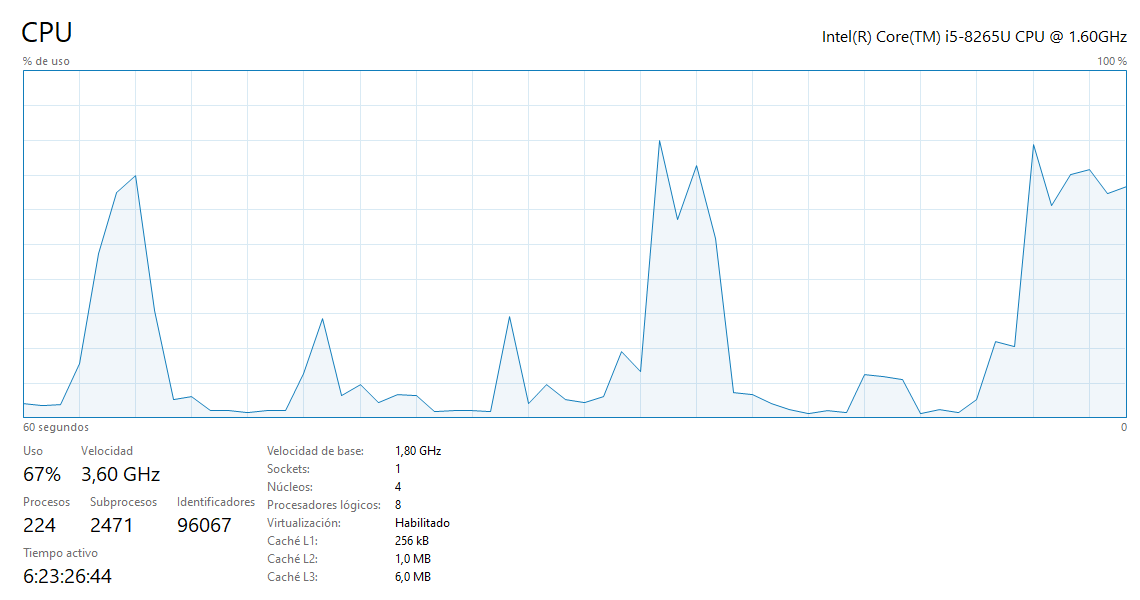 CPU
Intel(R) Core(TM) i5-8265U CPU @ 1.60GHz
% de uso
100 %
60 segundos
0
Uso
Velocidad
67%
3,60 GHz
Procesos
Subprocesos
Identificadores
224
2471
96067
Tiempo activo
6:23:26:44
Velocidad de base: 1,80 GHz
Sockets: 1
Núcleos: 4
Procesadores lógicos: 8
Virtualización: Habilitado
Caché L1: 256 kB
Caché L2: 1,0 MB
Caché L3: 6,0 MB